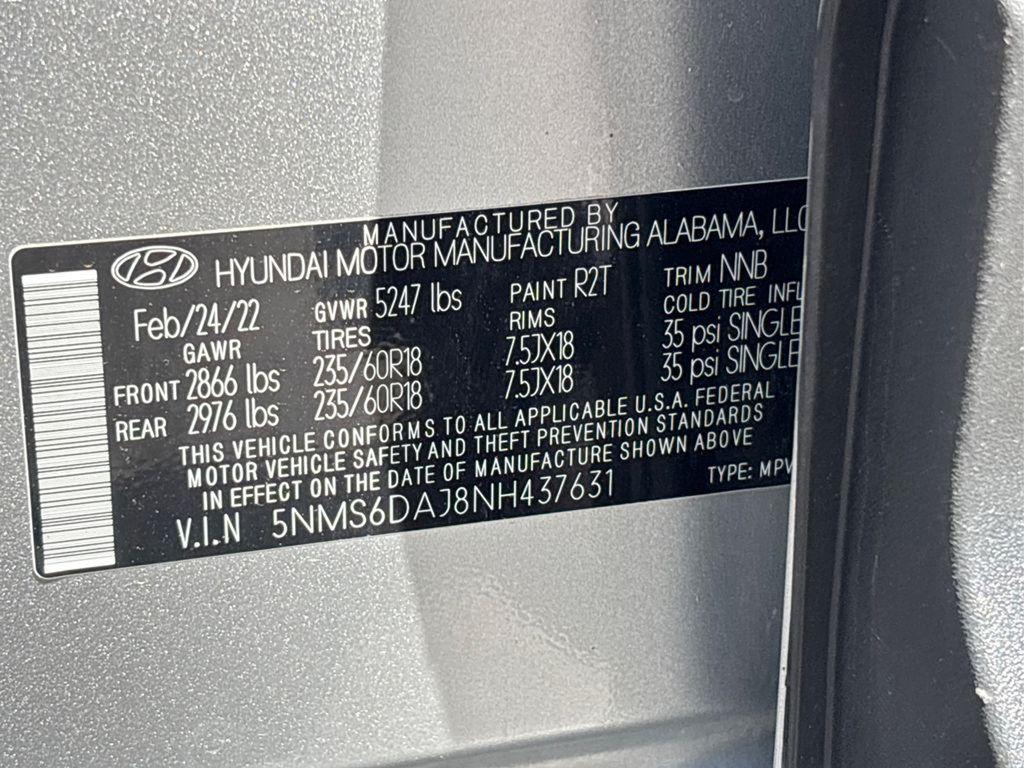 MANUFACTURED BY
HYUNDAI MOTOR MANUFACTURING ALABAMA, LLC
Feb/24/22 GVWR 5247 lbs PAINT R2T TRIM NNB
GAWR TIRES RIMS COLD TIRE INFL
FRONT 2866 lbs 235/60R18 7.5JX18 35 psi SINGLE
REAR 2976 lbs 235/60R18 7.5JX18 35 psi SINGLE
THIS VEHICLE CONFORMS TO ALL APPLICABLE U.S.A. FEDERAL
MOTOR VEHICLE SAFETY AND THEFT PREVENTION STANDARDS
IN EFFECT ON THE DATE OF MANUFACTURE SHOWN ABOVE
V.I.N 5NMS6DAJ8NH437631 TYPE: MPV